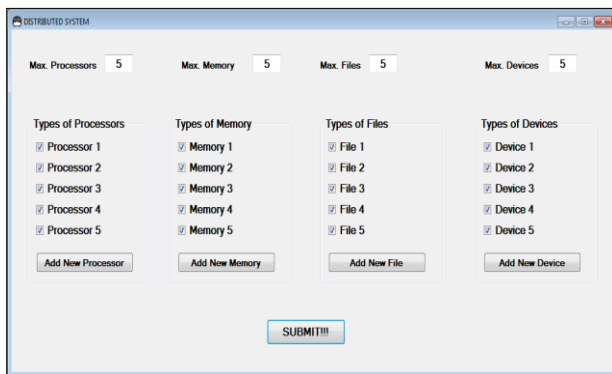 DISTRIBUTED SYSTEM
Max. Processors 5 Max. Memory 5 Max. Files 5 Max. Devices 5
Types of Processors Types of Memory Types of Files Types of Devices
Processor 1 Memory 1 File 1 Device 1
Processor 2 Memory 2 File 2 Device 2
Processor 3 Memory 3 File 3 Device 3
Processor 4 Memory 4 File 4 Device 4
Processor 5 Memory 5 File 5 Device 5
Add New Processor Add New Memory Add New File Add New Device
SUBMIT!!!